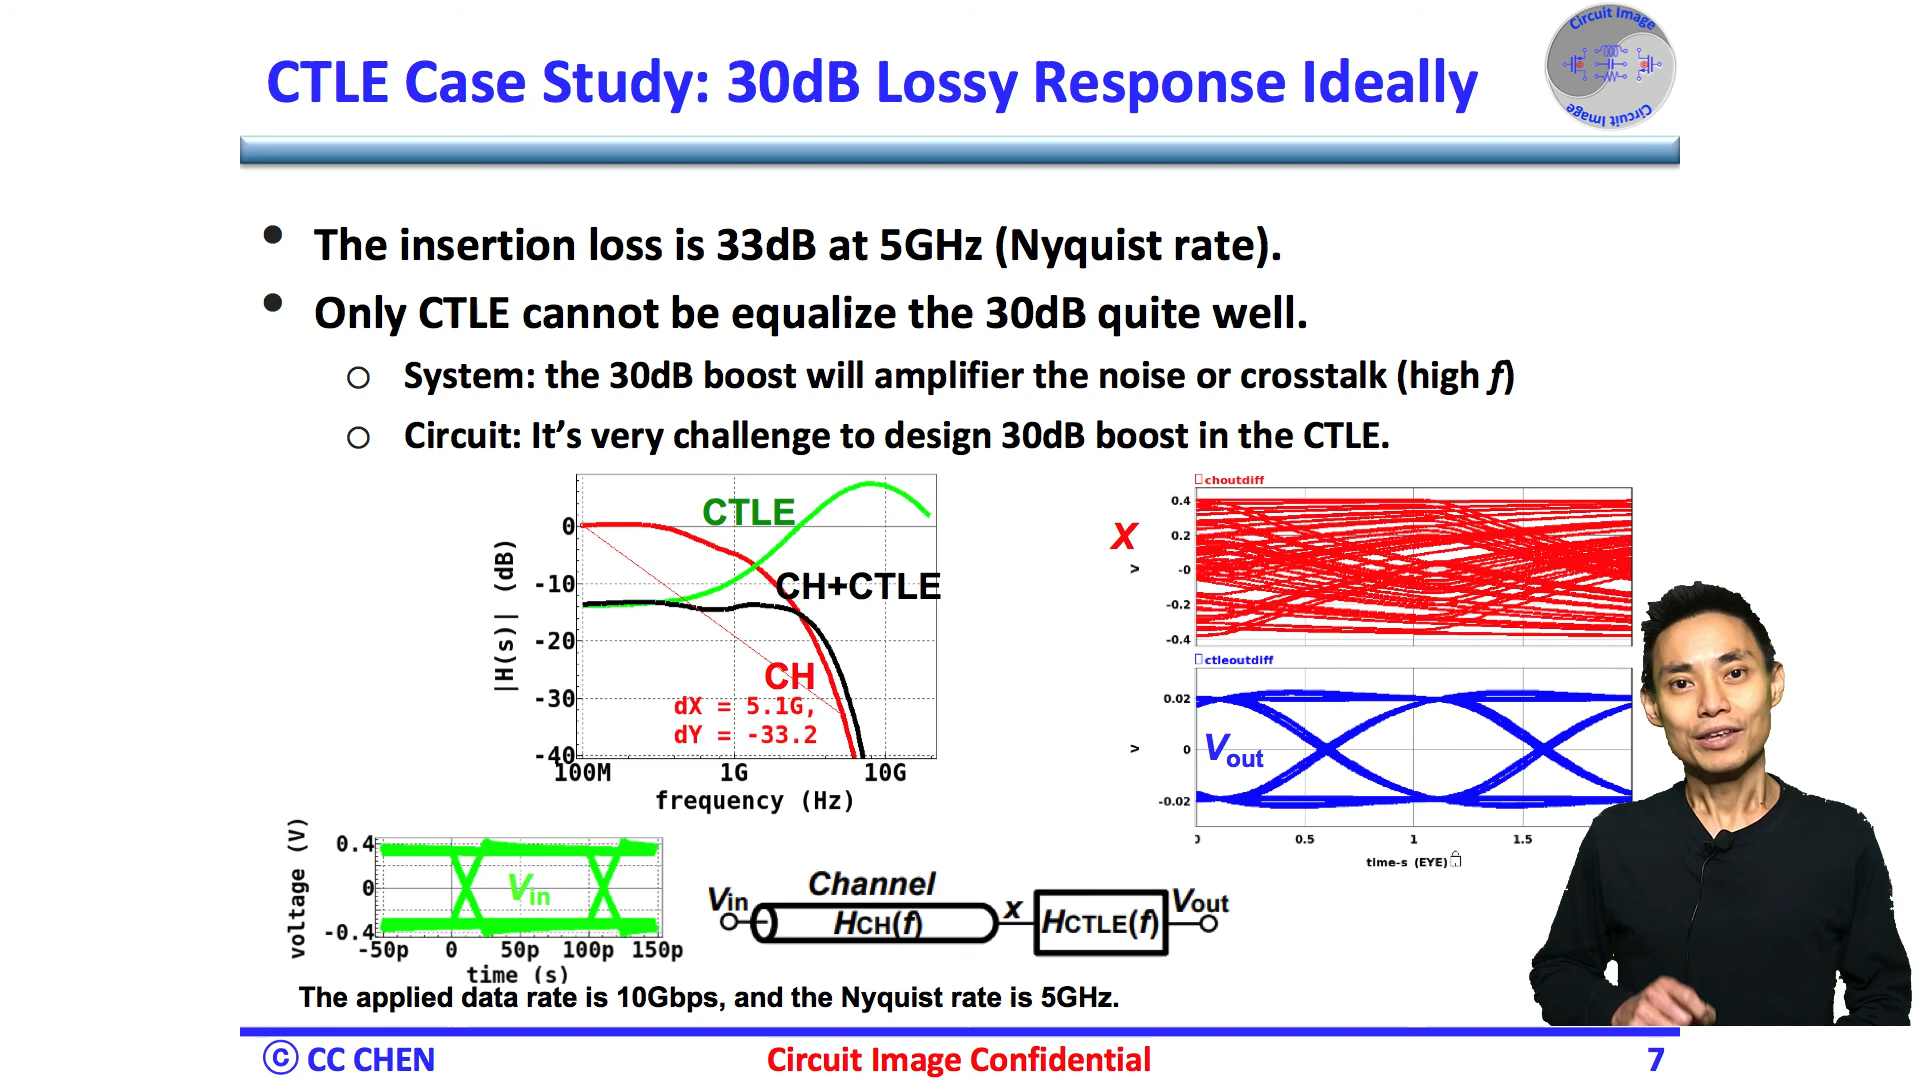 Circuit Image
Circuit Image
CTLE Case Study: 30dB Lossy Response Ideally
• The insertion loss is 33dB at 5GHz (Nyquist rate).
• Only CTLE cannot be equalize the 30dB quite well.
o System: the 30dB boost will amplifier the noise or crosstalk (high f)
o Circuit: It's very challenge to design 30dB boost in the CTLE.
|H(s)| (dB)
0
-10
-20
-30
-40
CTLE
CH+CTLE
CH
dX = 5.1G,
dY = -33.2
100M 1G 10G
frequency (Hz)
choutdiff
X
V
0.4
0.2
-0
-0.2
-0.4
ctleoutdiff
V
0.02
0
-0.02
Vout
0 0.5 1 1.5
time-s (EYE)
voltage (V)
0.4
0
-0.4
Vin
-50p 0 50p 100p 150p
time (s)
Vin
Channel
HCH(f)
x
HCTLE(f)
Vout
The applied data rate is 10Gbps, and the Nyquist rate is 5GHz.
© CC CHEN
Circuit Image Confidential
7